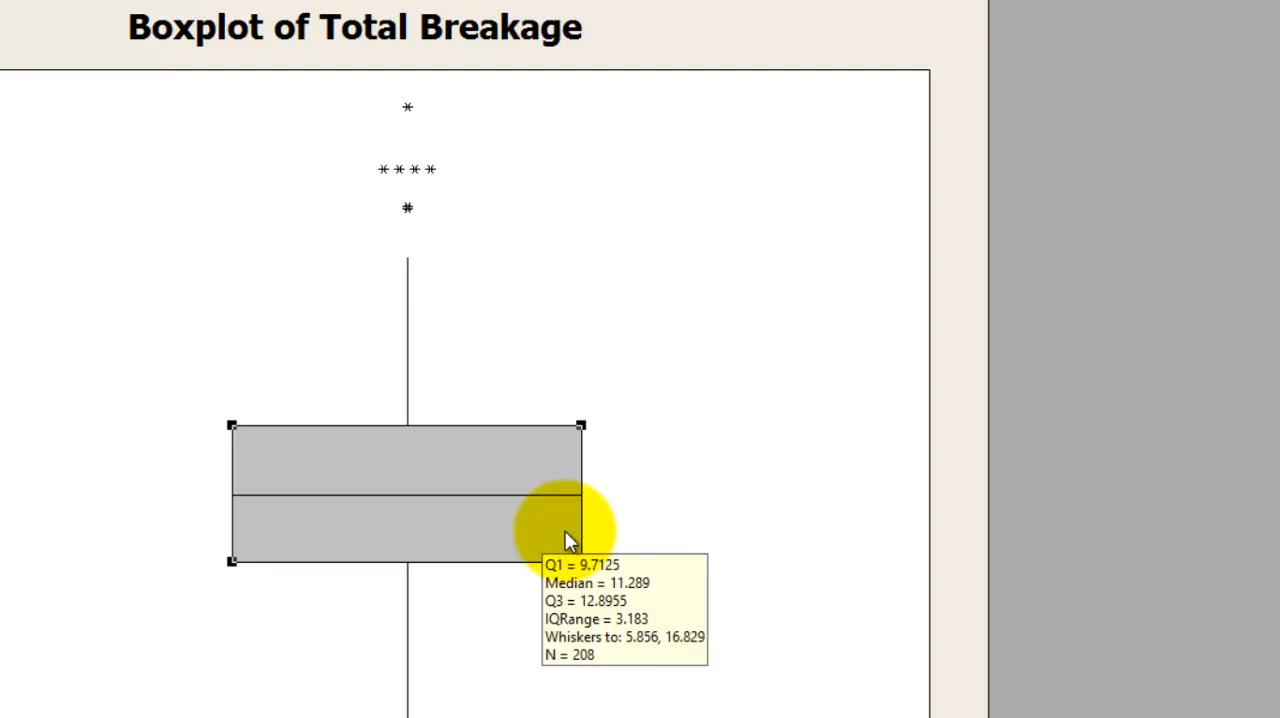 Boxplot of Total Breakage
Q1 = 9.7125
Median = 11.289
Q3 = 12.8955
IQRange = 3.183
Whiskers to: 5.856, 16.829
N = 208